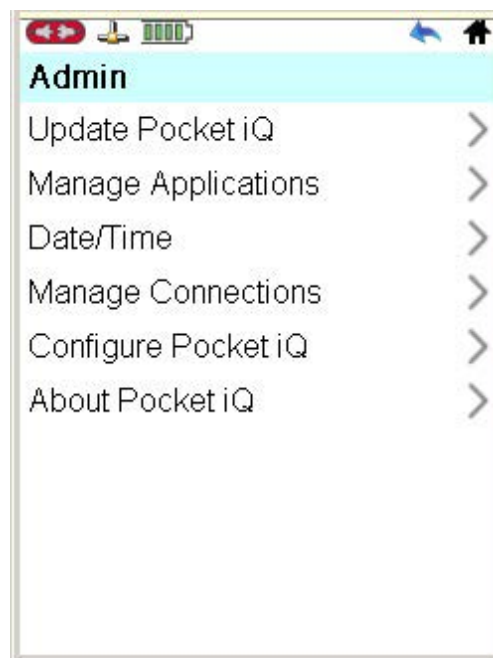 Admin
Update Pocket iQ
Manage Applications
Date/Time
Manage Connections
Configure Pocket iQ
About Pocket iQ